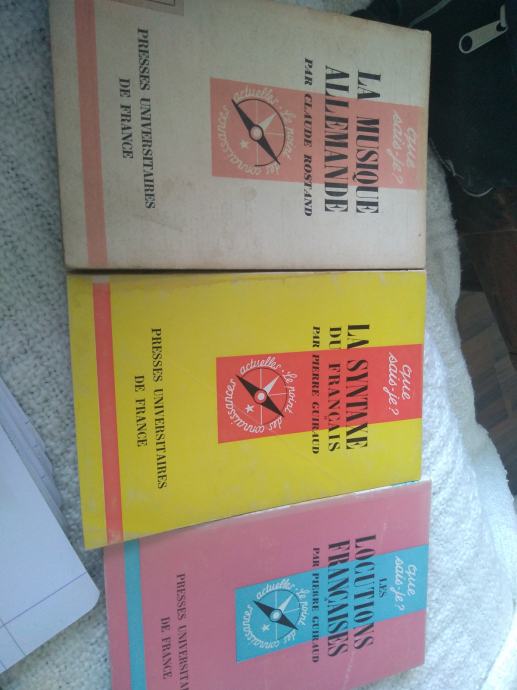 que
sais-je?
LA MUSIQUE
ALLEMANDE
PAR CLAUDE ROSTAND
le point des connaissances actuelles
PRESSES UNIVERSITAIRES
DE FRANCE
que
sais-je?
LA SYNTAXE
DU FRANÇAIS
PAR PIERRE GUIRAUD
le point des connaissances actuelles
PRESSES UNIVERSITAIRES
DE FRANCE
que
sais-je?
LES
LOCUTIONS
FRANÇAISES
PAR PIERRE GUIRAUD
le point des connaissances actuelles
PRESSES UNIVERSITA
DE FRANCE